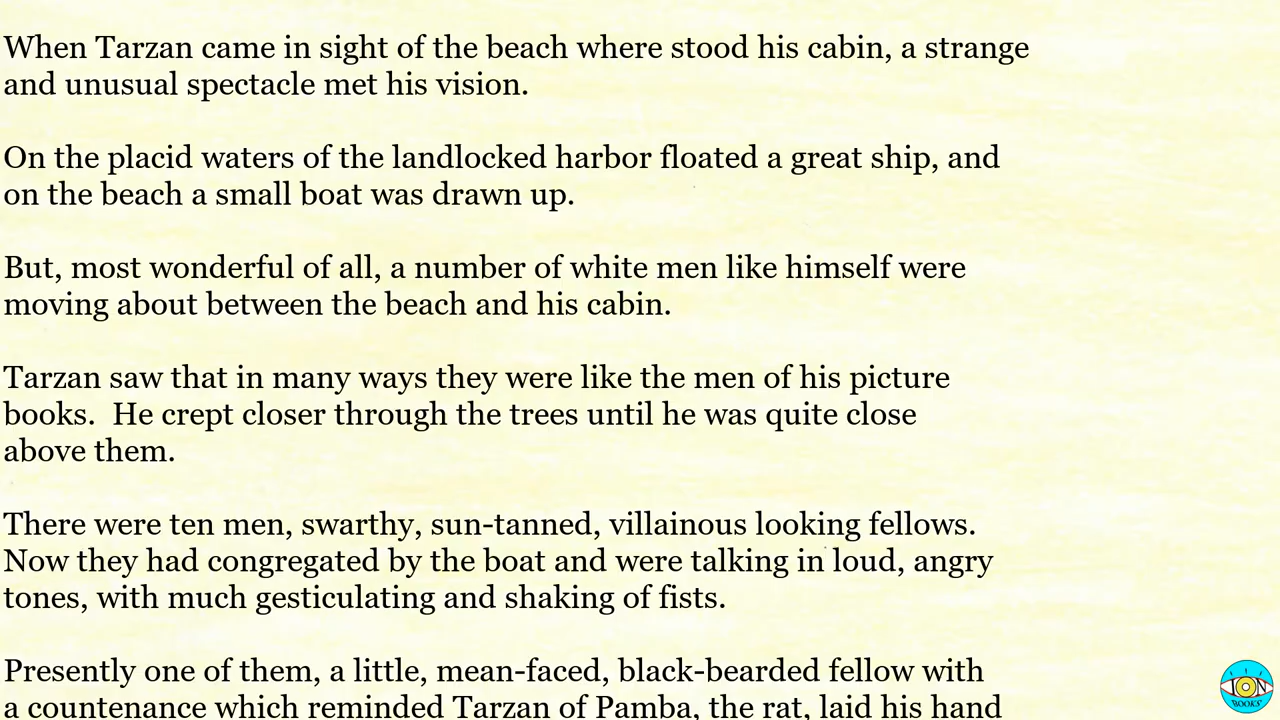 When Tarzan came in sight of the beach where stood his cabin, a strange
and unusual spectacle met his vision.
On the placid waters of the landlocked harbor floated a great ship, and
on the beach a small boat was drawn up.
But, most wonderful of all, a number of white men like himself were
moving about between the beach and his cabin.
Tarzan saw that in many ways they were like the men of his picture
books.  He crept closer through the trees until he was quite close
above them.
There were ten men, swarthy, sun-tanned, villainous looking fellows.
Now they had congregated by the boat and were talking in loud, angry
tones, with much gesticulating and shaking of fists.
Presently one of them, a little, mean-faced, black-bearded fellow with
a countenance which reminded Tarzan of Pamba, the rat, laid his hand
ION
BOOKS